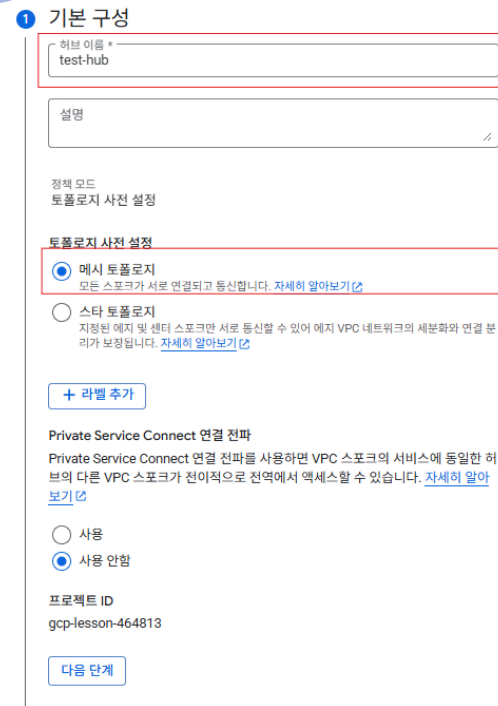 1 기본 구성
허브 이름 *
test-hub
설명
정책 모드
토폴로지 사전 설정
토폴로지 사전 설정
메시 토폴로지
모든 스포크가 서로 연결되고 통신합니다. 자세히 알아보기
스타 토폴로지
지정된 에지 및 센터 스포크만 서로 통신할 수 있어 에지 VPC 네트워크의 세분화와 연결 분
리가 보장됩니다. 자세히 알아보기
+ 라벨 추가
Private Service Connect 연결 전파
Private Service Connect 연결 전파를 사용하면 VPC 스포크의 서비스에 동일한 허
브의 다른 VPC 스포크가 전이적으로 전역에서 액세스할 수 있습니다. 자세히 알아
보기
사용
사용 안함
프로젝트 ID
gcp-lesson-464813
다음 단계